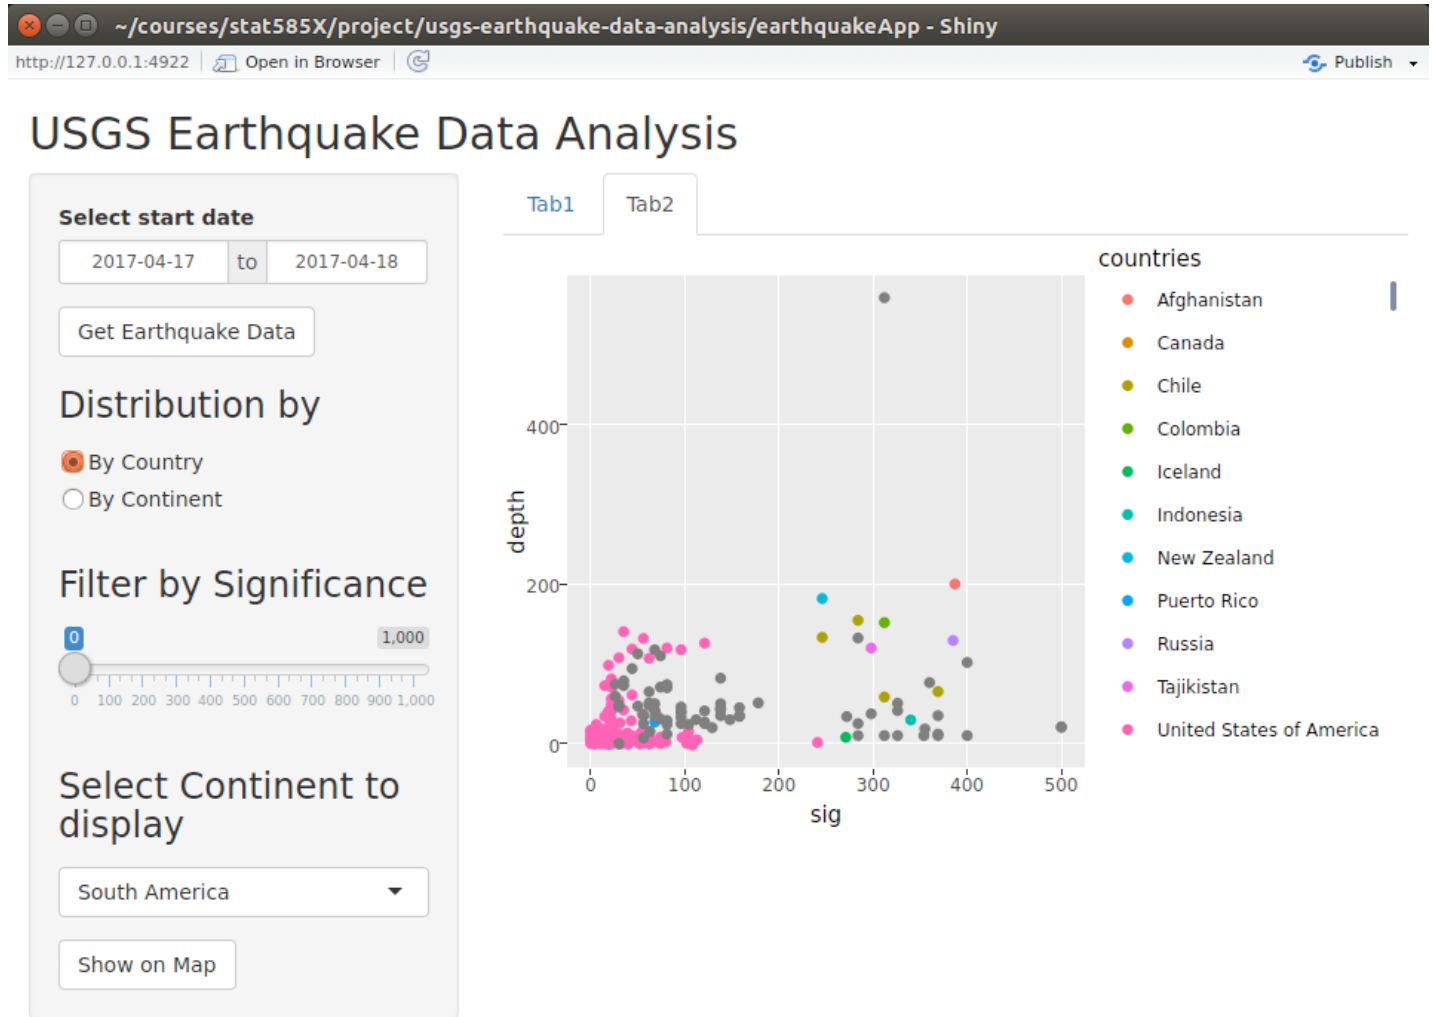 ~/courses/stat585X/project/usgs-earthquake-data-analysis/earthquakeApp - Shiny
http://127.0.0.1:4922 Open in Browser Publish
USGS Earthquake Data Analysis
Select start date
2017-04-17 to 2017-04-18
Get Earthquake Data
Distribution by
By Country
By Continent
Filter by Significance
0 1,000
0 100 200 300 400 500 600 700 800 900 1,000
Select Continent to
display
South America
Show on Map
Tab1 Tab2
depth
400
200
0
0 100 200 300 400 500
sig
countries
Afghanistan
Canada
Chile
Colombia
Iceland
Indonesia
New Zealand
Puerto Rico
Russia
Tajikistan
United States of America